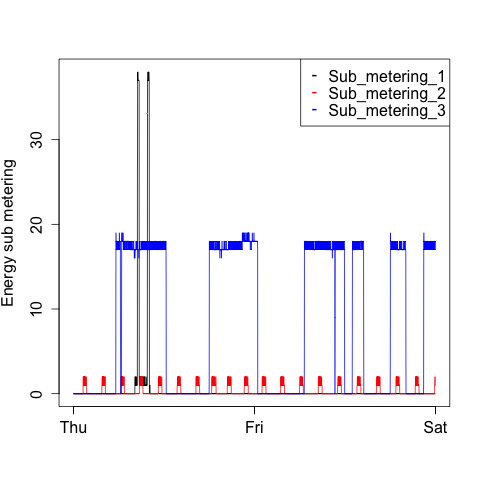 Sub_metering_1
Sub_metering_2
Sub_metering_3
Energy sub metering
30
20
10
0
Thu
Fri
Sat